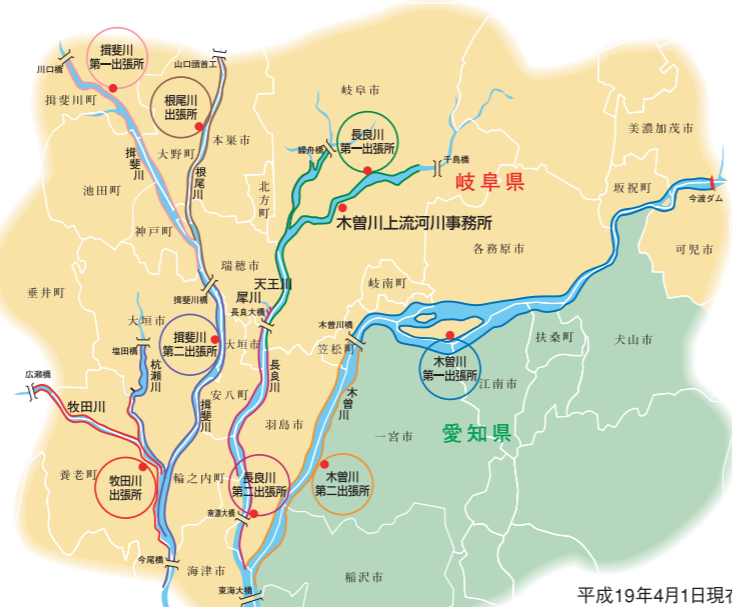 揖斐川
第一出張所
川口橋
山口頭首工
揖斐川町
根尾川
出張所
岐阜市
本巣市
大野町
揖斐川
根尾川
池田町
神戸町
北方町
長良川
第一出張所
繰舟橋
千鳥橋
岐阜県
美濃加茂市
坂祝町
今渡ダム
可児市
木曽川上流河川事務所
各務原市
岐南町
瑞穂市
天王川
犀川
長良大橋
垂井町
揖斐川橋
大垣市
塩田橋
揖斐川
第二出張所
大垣市
木曽川橋
笠松町
木曽川
第一出張所
扶桑町
犬山市
江南市
広瀬橋
杭瀬川
牧田川
揖斐川
安八町
長良川
羽島市
木曽川
一宮市
愛知県
養老町
牧田川
出張所
輪之内町
長良川
第二出張所
木曽川
第二出張所
南濃大橋
今尾橋
海津市
東海大橋
稲沢市
平成19年4月1日現在